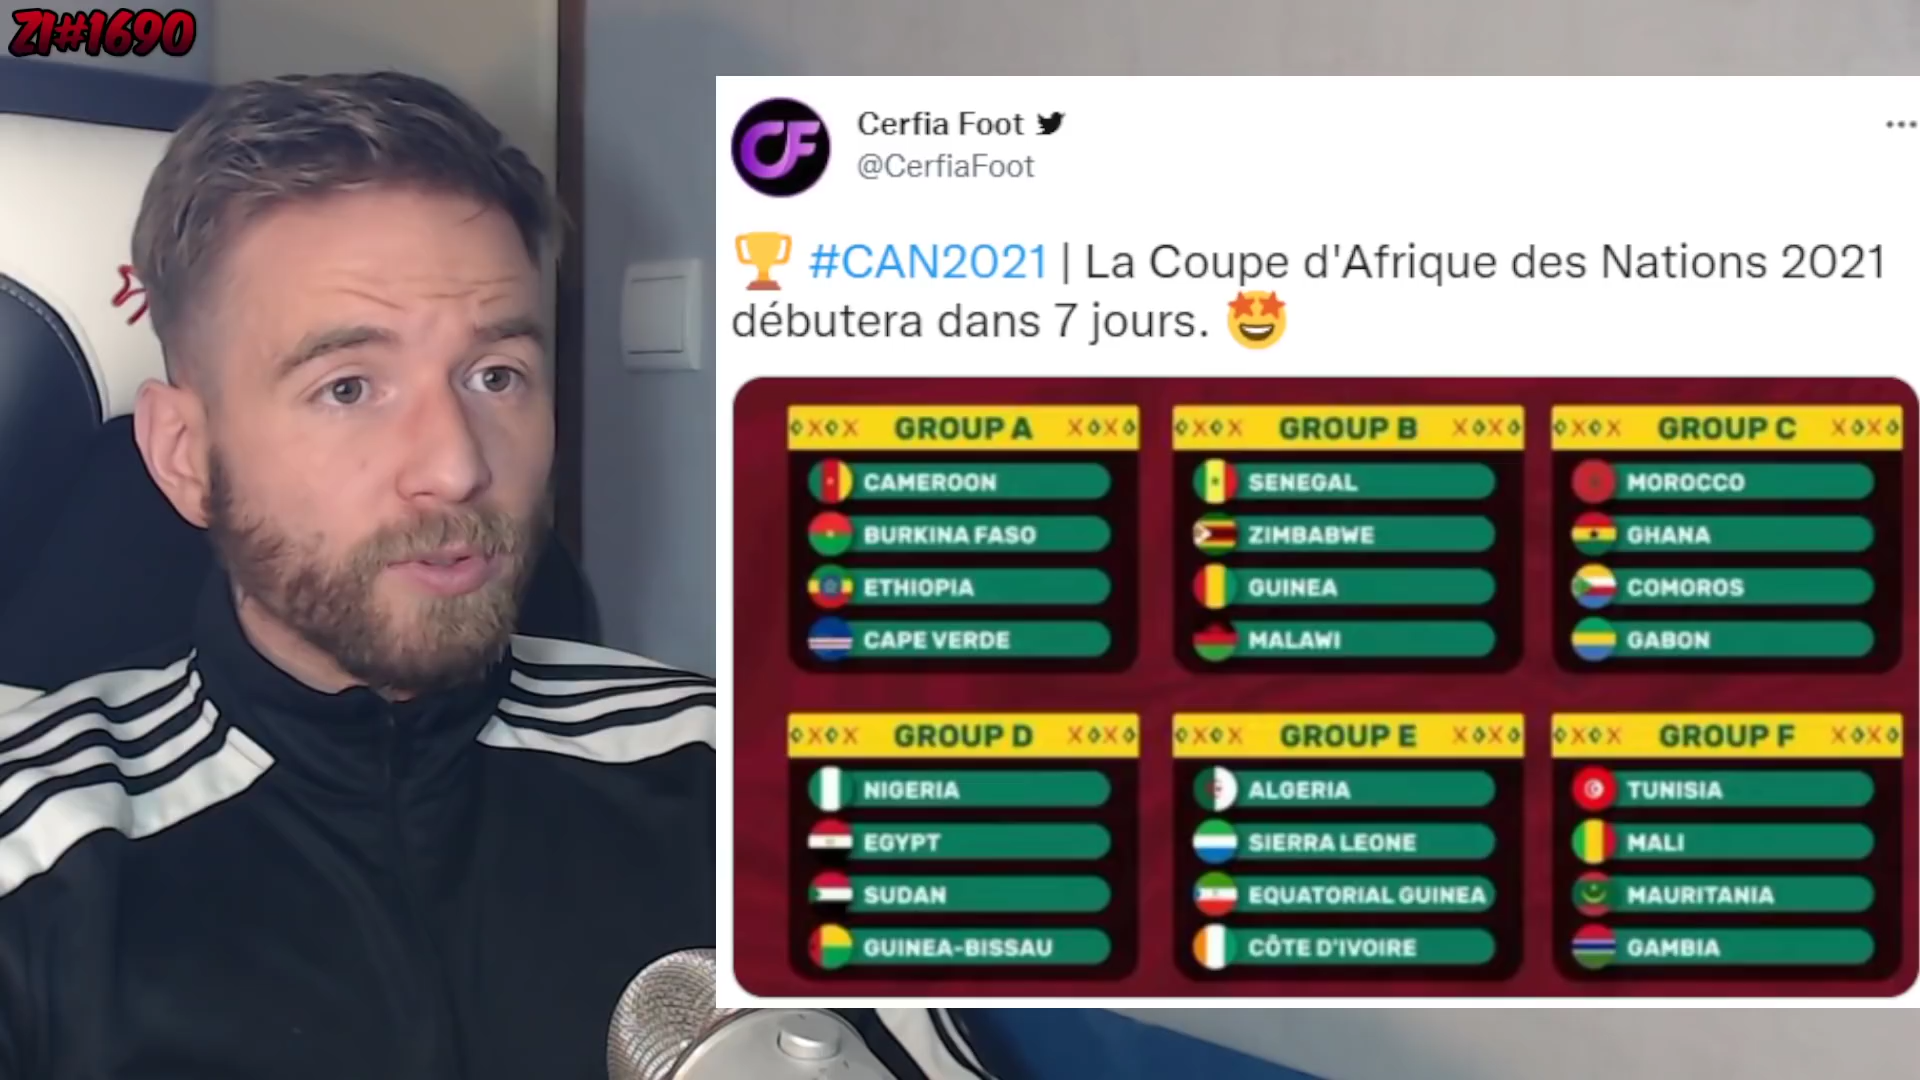 ZI#1690
CF
Cerfia Foot
@CerfiaFoot
#CAN2021 | La Coupe d'Afrique des Nations 2021
débutera dans 7 jours.
GROUP A
CAMEROON
BURKINA FASO
ETHIOPIA
CAPE VERDE
GROUP B
SENEGAL
ZIMBABWE
GUINEA
MALAWI
GROUP C
MOROCCO
GHANA
COMOROS
GABON
GROUP D
NIGERIA
EGYPT
SUDAN
GUINEA-BISSAU
GROUP E
ALGERIA
SIERRA LEONE
EQUATORIAL GUINEA
CÔTE D'IVOIRE
GROUP F
TUNISIA
MALI
MAURITANIA
GAMBIA